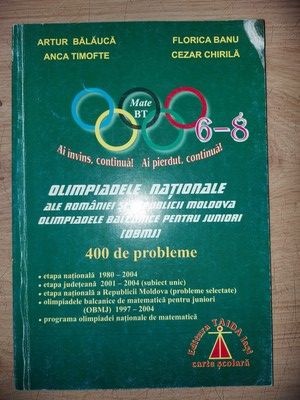 ARTUR BĂLĂUCĂ
FLORICA BANU
ANCA TIMOFTE
CEZAR CHIRILĂ
Mate
BT
6-8
Ai învins, continuă! Ai pierdut, continuă!
OLIMPIADELE NAȚIONALE
ALE ROMÂNIEI ȘI REPUBLICII MOLDOVA
OLIMPIADELE BALCANICE PENTRU JUNIORI
(OBMJ)
400 de probleme
• etapa națională 1980 – 2004
• etapa județeană 2001 – 2004 (subiect unic)
• etapa națională a Republicii Moldova (probleme selectate)
• olimpiadele balcanice de matematică pentru juniori
(OBMJ) 1997 – 2004
• programa olimpiadei naționale de matematică
Editura TAIDA Iași
carte școlară